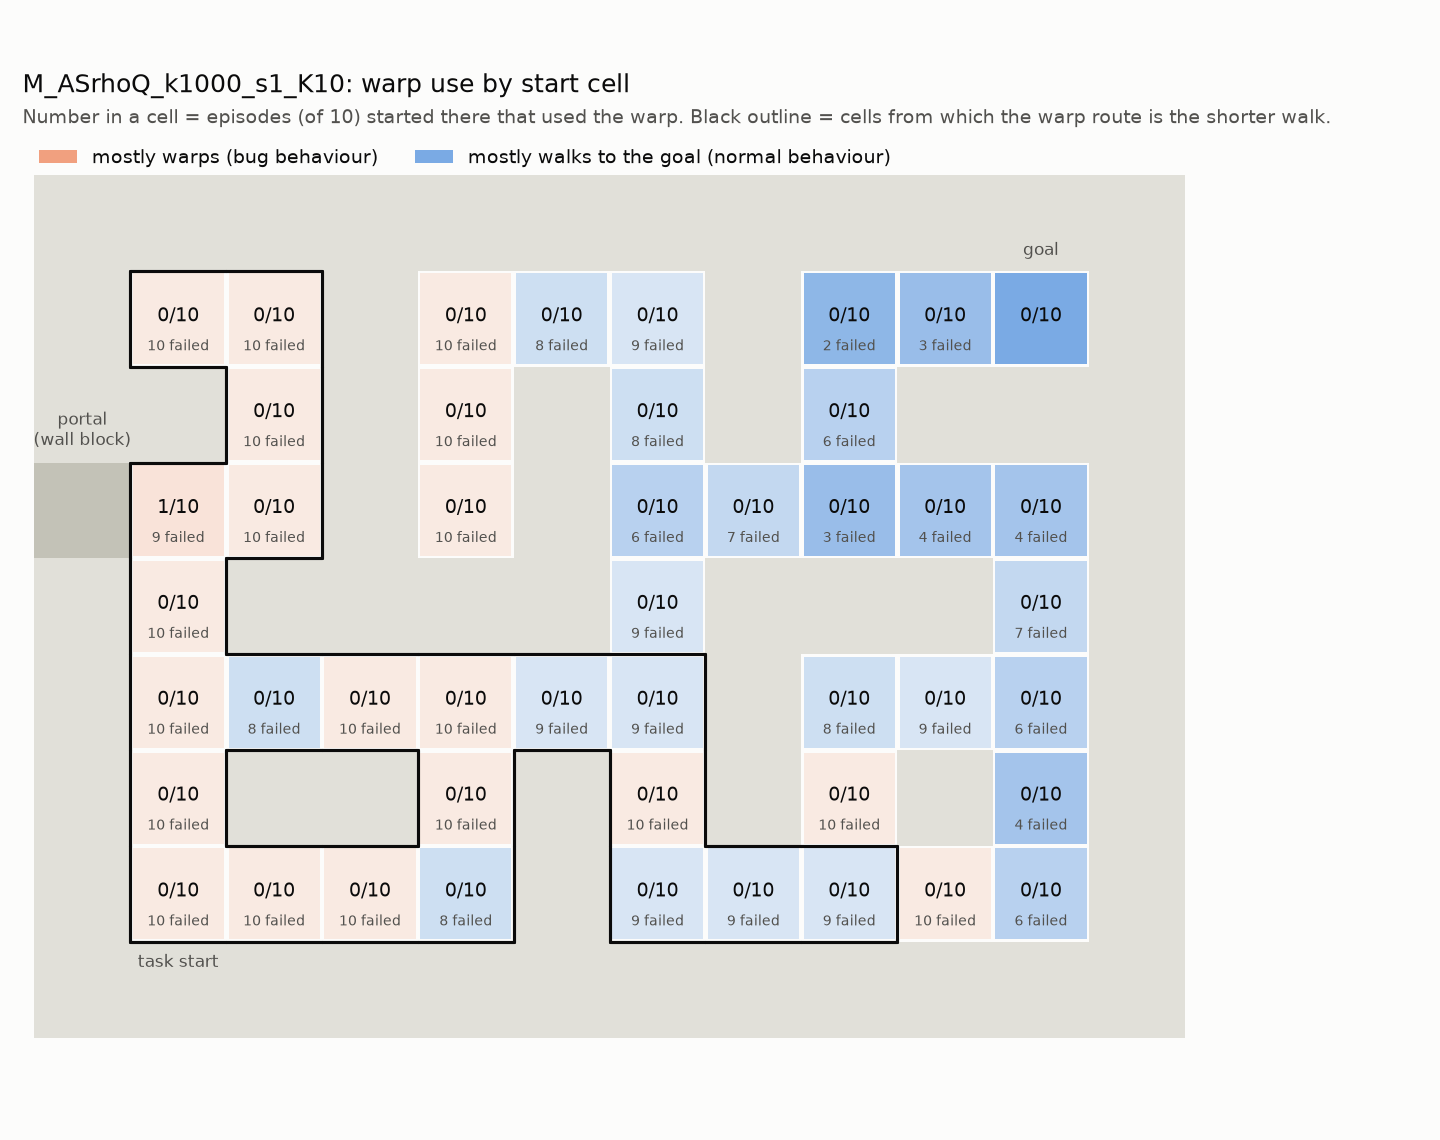 M_ASrhoQ_k1000_s1_K10: warp use by start cell
Number in a cell = episodes (of 10) started there that used the warp. Black outline = cells from which the warp route is the shorter walk.
mostly warps (bug behaviour) mostly walks to the goal (normal behaviour)
goal
0/10 0/10 0/10 0/10 0/10 0/10 0/10 0/10
10 failed 10 failed 10 failed 8 failed 9 failed 2 failed 3 failed
portal
(wall block)
0/10 0/10 0/10 0/10
10 failed 10 failed 8 failed 6 failed
1/10 0/10 0/10 0/10 0/10 0/10 0/10 0/10
9 failed 10 failed 10 failed 6 failed 7 failed 3 failed 4 failed 4 failed
0/10 0/10 0/10
10 failed 9 failed 7 failed
0/10 0/10 0/10 0/10 0/10 0/10 0/10 0/10 0/10
10 failed 8 failed 10 failed 10 failed 9 failed 9 failed 8 failed 9 failed 6 failed
0/10 0/10 0/10 0/10 0/10
10 failed 10 failed 10 failed 10 failed 4 failed
0/10 0/10 0/10 0/10 0/10 0/10 0/10 0/10 0/10
10 failed 10 failed 10 failed 8 failed 9 failed 9 failed 9 failed 10 failed 6 failed
task start